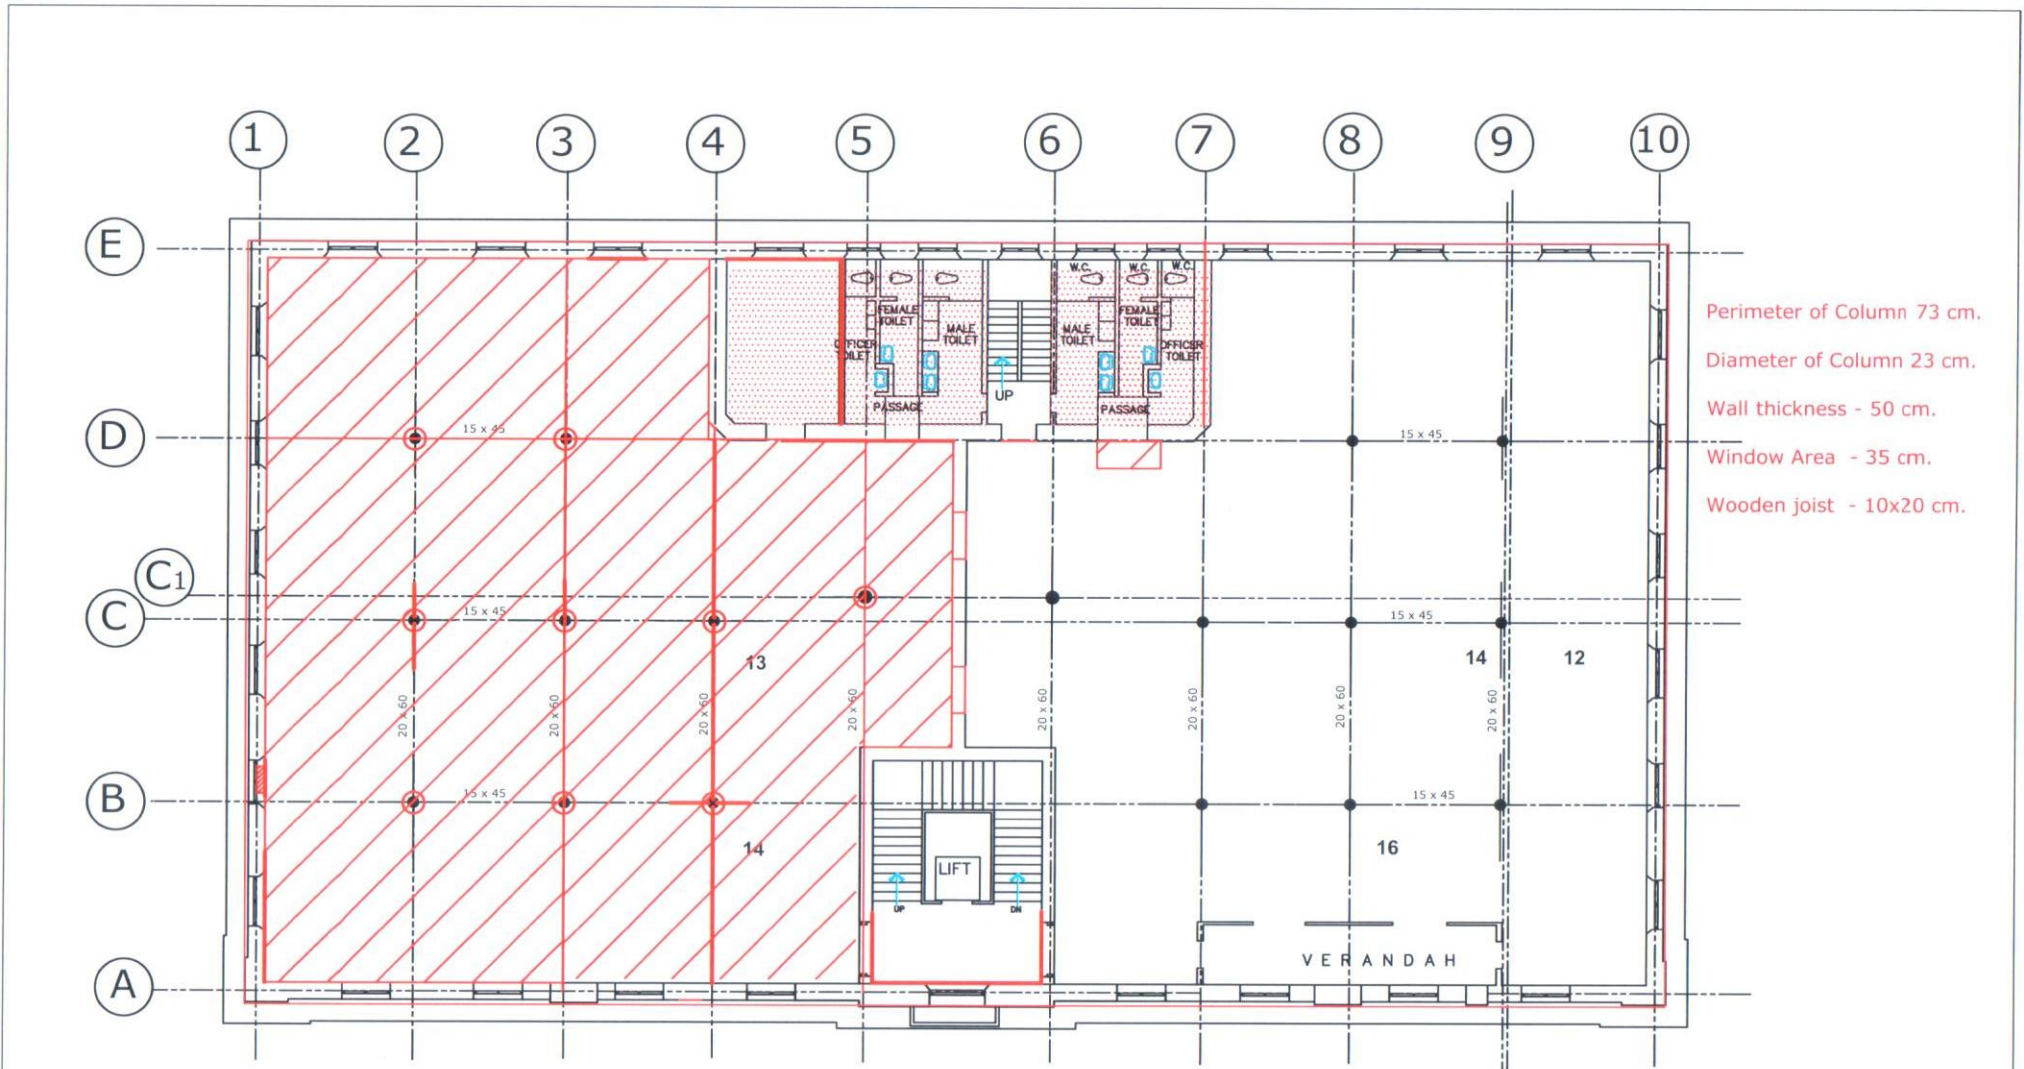 1 2 3 4 5 6 7 8 9 10
E
W.C. W.C. W.C.
FEMALE TOILET
MALE TOILET
OFFICER TOILET
MALE TOILET
FEMALE TOILET
OFFICER TOILET
UP
PASSAGE
PASSAGE
Perimeter of Column 73 cm.
Diameter of Column 23 cm.
Wall thickness - 50 cm.
Window Area - 35 cm.
Wooden joist - 10x20 cm.
D
15 x 45
15 x 45
C1
C
15 x 45
15 x 45
13
14
12
20 x 60
20 x 60
20 x 60
20 x 60
20 x 60
20 x 60
20 x 60
20 x 60
B
15 x 45
15 x 45
14
16
LIFT
UP
DN
VERANDAH
A